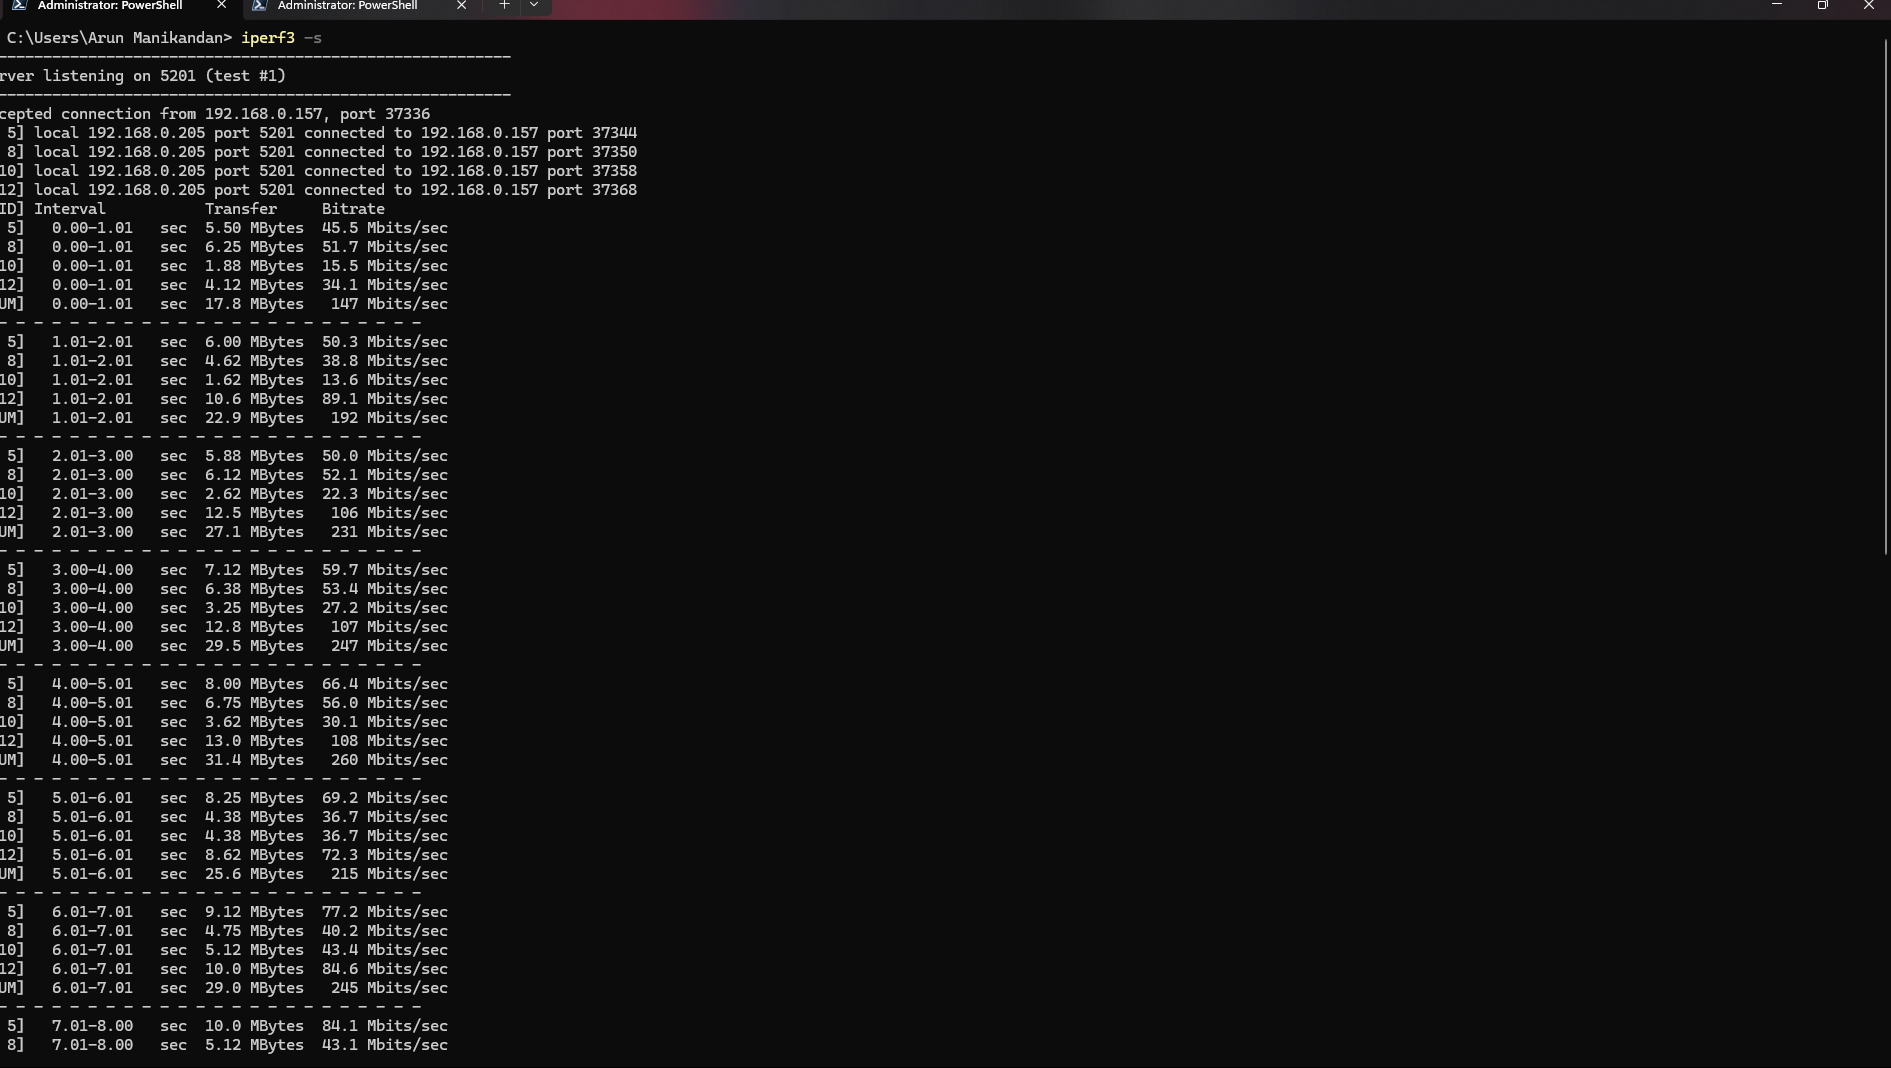 Administrator: PowerShell
Administrator: PowerShell
C:\Users\Arun Manikandan> iperf3 -s
-----------------------------------------------------------
rver listening on 5201 (test #1)
-----------------------------------------------------------
cepted connection from 192.168.0.157, port 37336
5] local 192.168.0.205 port 5201 connected to 192.168.0.157 port 37344
8] local 192.168.0.205 port 5201 connected to 192.168.0.157 port 37350
10] local 192.168.0.205 port 5201 connected to 192.168.0.157 port 37358
12] local 192.168.0.205 port 5201 connected to 192.168.0.157 port 37368
ID] Interval Transfer Bitrate
5] 0.00-1.01 sec 5.50 MBytes 45.5 Mbits/sec
8] 0.00-1.01 sec 6.25 MBytes 51.7 Mbits/sec
10] 0.00-1.01 sec 1.88 MBytes 15.5 Mbits/sec
12] 0.00-1.01 sec 4.12 MBytes 34.1 Mbits/sec
UM] 0.00-1.01 sec 17.8 MBytes 147 Mbits/sec
- - - - - - - - - - - - - - - - - - - - - - - -
5] 1.01-2.01 sec 6.00 MBytes 50.3 Mbits/sec
8] 1.01-2.01 sec 4.62 MBytes 38.8 Mbits/sec
10] 1.01-2.01 sec 1.62 MBytes 13.6 Mbits/sec
12] 1.01-2.01 sec 10.6 MBytes 89.1 Mbits/sec
UM] 1.01-2.01 sec 22.9 MBytes 192 Mbits/sec
- - - - - - - - - - - - - - - - - - - - - - - -
5] 2.01-3.00 sec 5.88 MBytes 50.0 Mbits/sec
8] 2.01-3.00 sec 6.12 MBytes 52.1 Mbits/sec
10] 2.01-3.00 sec 2.62 MBytes 22.3 Mbits/sec
12] 2.01-3.00 sec 12.5 MBytes 106 Mbits/sec
UM] 2.01-3.00 sec 27.1 MBytes 231 Mbits/sec
- - - - - - - - - - - - - - - - - - - - - - - -
5] 3.00-4.00 sec 7.12 MBytes 59.7 Mbits/sec
8] 3.00-4.00 sec 6.38 MBytes 53.4 Mbits/sec
10] 3.00-4.00 sec 3.25 MBytes 27.2 Mbits/sec
12] 3.00-4.00 sec 12.8 MBytes 107 Mbits/sec
UM] 3.00-4.00 sec 29.5 MBytes 247 Mbits/sec
- - - - - - - - - - - - - - - - - - - - - - - -
5] 4.00-5.01 sec 8.00 MBytes 66.4 Mbits/sec
8] 4.00-5.01 sec 6.75 MBytes 56.0 Mbits/sec
10] 4.00-5.01 sec 3.62 MBytes 30.1 Mbits/sec
12] 4.00-5.01 sec 13.0 MBytes 108 Mbits/sec
UM] 4.00-5.01 sec 31.4 MBytes 260 Mbits/sec
- - - - - - - - - - - - - - - - - - - - - - - -
5] 5.01-6.01 sec 8.25 MBytes 69.2 Mbits/sec
8] 5.01-6.01 sec 4.38 MBytes 36.7 Mbits/sec
10] 5.01-6.01 sec 4.38 MBytes 36.7 Mbits/sec
12] 5.01-6.01 sec 8.62 MBytes 72.3 Mbits/sec
UM] 5.01-6.01 sec 25.6 MBytes 215 Mbits/sec
- - - - - - - - - - - - - - - - - - - - - - - -
5] 6.01-7.01 sec 9.12 MBytes 77.2 Mbits/sec
8] 6.01-7.01 sec 4.75 MBytes 40.2 Mbits/sec
10] 6.01-7.01 sec 5.12 MBytes 43.4 Mbits/sec
12] 6.01-7.01 sec 10.0 MBytes 84.6 Mbits/sec
UM] 6.01-7.01 sec 29.0 MBytes 245 Mbits/sec
- - - - - - - - - - - - - - - - - - - - - - - -
5] 7.01-8.00 sec 10.0 MBytes 84.1 Mbits/sec
8] 7.01-8.00 sec 5.12 MBytes 43.1 Mbits/sec